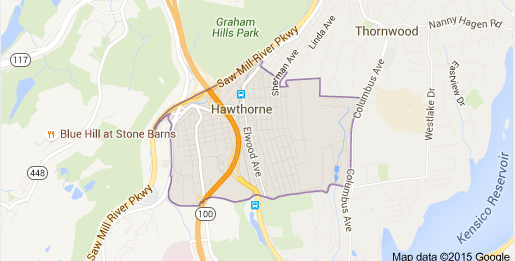 Graham
Hills Park
Linda Ave
Thornwood
Nanny Hagen Rd
117
Saw Mill River Pkwy
Sherman Ave
Columbus Ave
Eastview Dr
Westlake Dr
Hawthorne
Blue Hill at Stone Barns
Elwood Ave
448
Saw Mill River Pkwy
100
Columbus Ave
Kensico Reservoir
Map data ©2015 Google